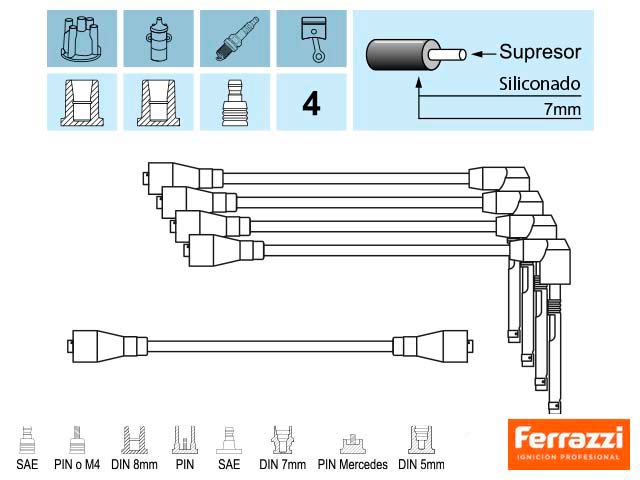 Supresor
Siliconado
7mm
4
SAE PIN o M4 DIN 8mm PIN SAE DIN 7mm PIN Mercedes DIN 5mm
Ferrazzi
IGNICION PROFESIONAL